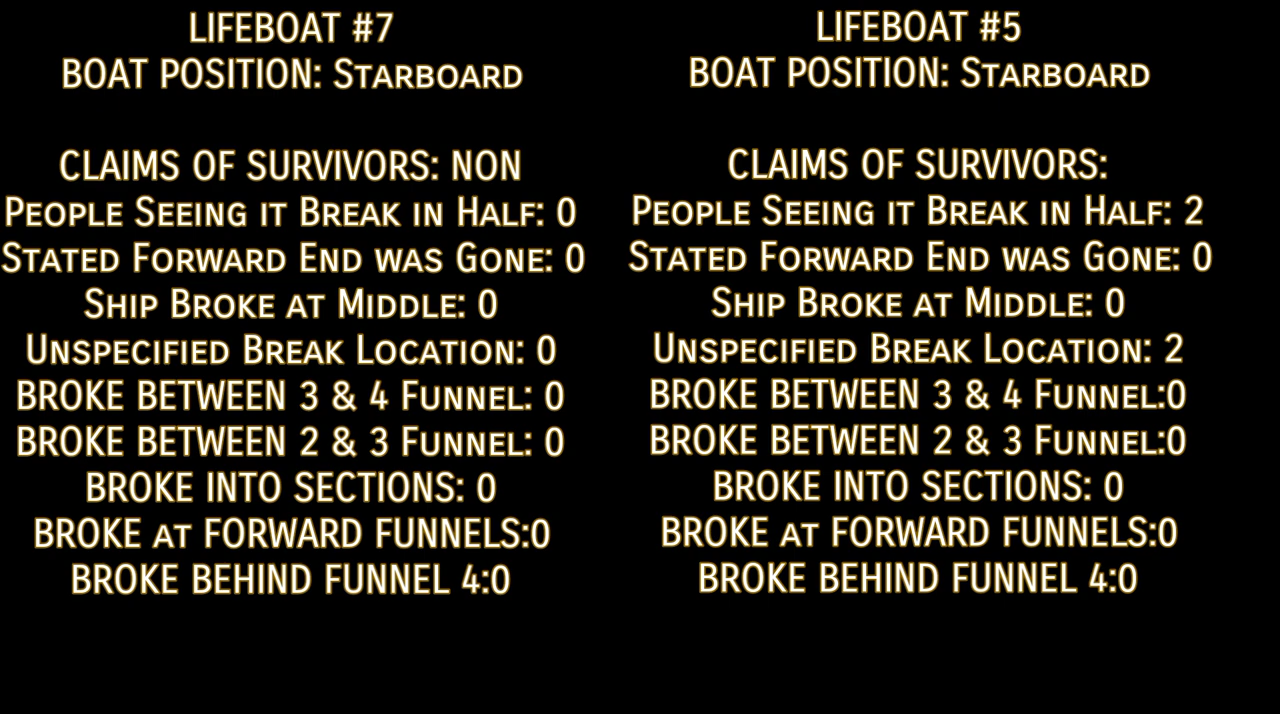 LIFEBOAT #7
BOAT POSITION: STARBOARD
CLAIMS OF SURVIVORS: NON
PEOPLE SEEING IT BREAK IN HALF: 0
STATED FORWARD END WAS GONE: 0
SHIP BROKE AT MIDDLE: 0
UNSPECIFIED BREAK LOCATION: 0
BROKE BETWEEN 3 & 4 FUNNEL: 0
BROKE BETWEEN 2 & 3 FUNNEL: 0
BROKE INTO SECTIONS: 0
BROKE AT FORWARD FUNNELS:0
BROKE BEHIND FUNNEL 4:0
LIFEBOAT #5
BOAT POSITION: STARBOARD
CLAIMS OF SURVIVORS:
PEOPLE SEEING IT BREAK IN HALF: 2
STATED FORWARD END WAS GONE: 0
SHIP BROKE AT MIDDLE: 0
UNSPECIFIED BREAK LOCATION: 2
BROKE BETWEEN 3 & 4 FUNNEL:0
BROKE BETWEEN 2 & 3 FUNNEL:0
BROKE INTO SECTIONS: 0
BROKE AT FORWARD FUNNELS:0
BROKE BEHIND FUNNEL 4:0